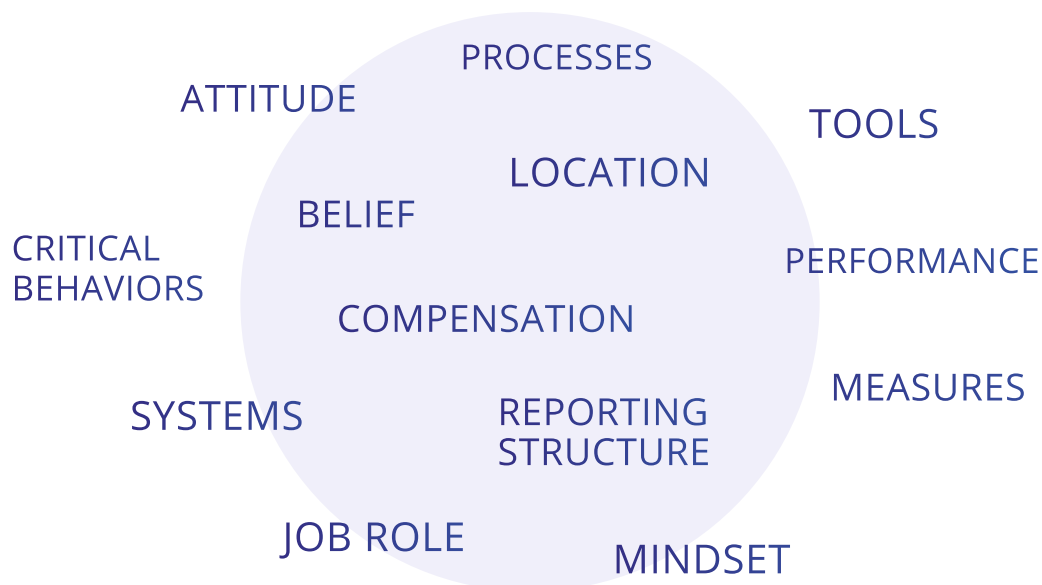 PROCESSES
ATTITUDE
TOOLS
LOCATION
BELIEF
CRITICAL
BEHAVIORS
PERFORMANCE
COMPENSATION
MEASURES
SYSTEMS
REPORTING
STRUCTURE
JOB ROLE
MINDSET